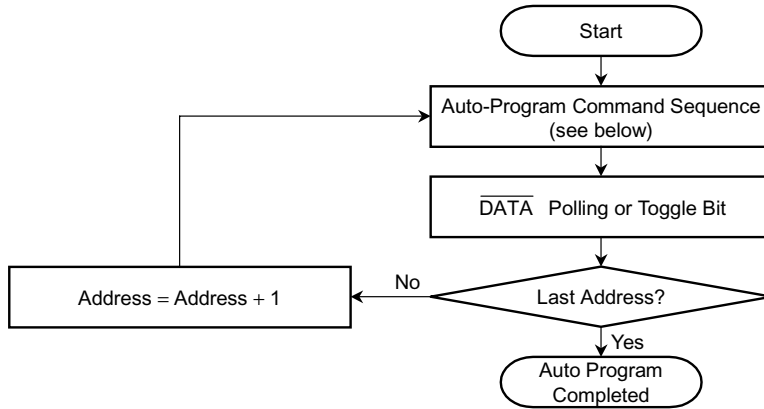 Start
Auto-Program Command Sequence
(see below)
DATA Polling or Toggle Bit
Address = Address + 1
No
Last Address?
Yes
Auto Program
Completed